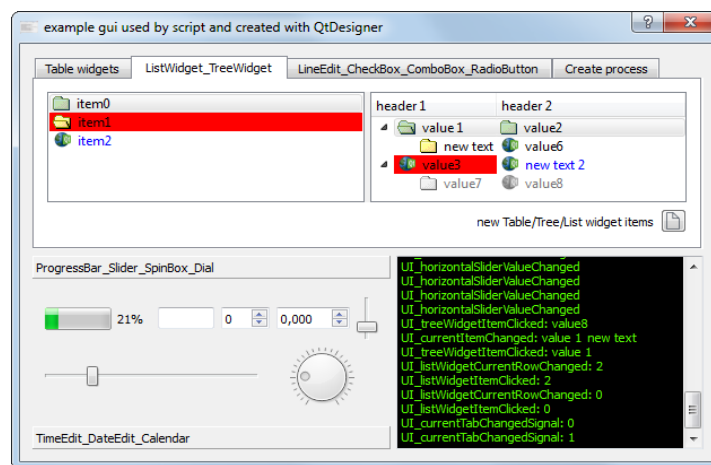 example gui used by script and created with QtDesigner
Table widgets ListWidget_TreeWidget LineEdit_CheckBox_ComboBox_RadioButton Create process
item0
item1
item2
header 1 header 2
value 1 value2
new text value6
value3 new text 2
value7 value8
new Table/Tree/List widget items
ProgressBar_Slider_SpinBox_Dial
21% 0 0,000
TimeEdit_DateEdit_Calendar
UI_horizontalSliderValueChanged
UI_horizontalSliderValueChanged
UI_horizontalSliderValueChanged
UI_horizontalSliderValueChanged
UI_treeWidgetItemClicked: value8
UI_currentItemChanged: value 1 new text
UI_treeWidgetItemClicked: value 1
UI_listWidgetCurrentRowChanged: 2
UI_listWidgetItemClicked: 2
UI_listWidgetCurrentRowChanged: 0
UI_listWidgetItemClicked: 0
UI_currentTabChangedSignal: 0
UI_currentTabChangedSignal: 1